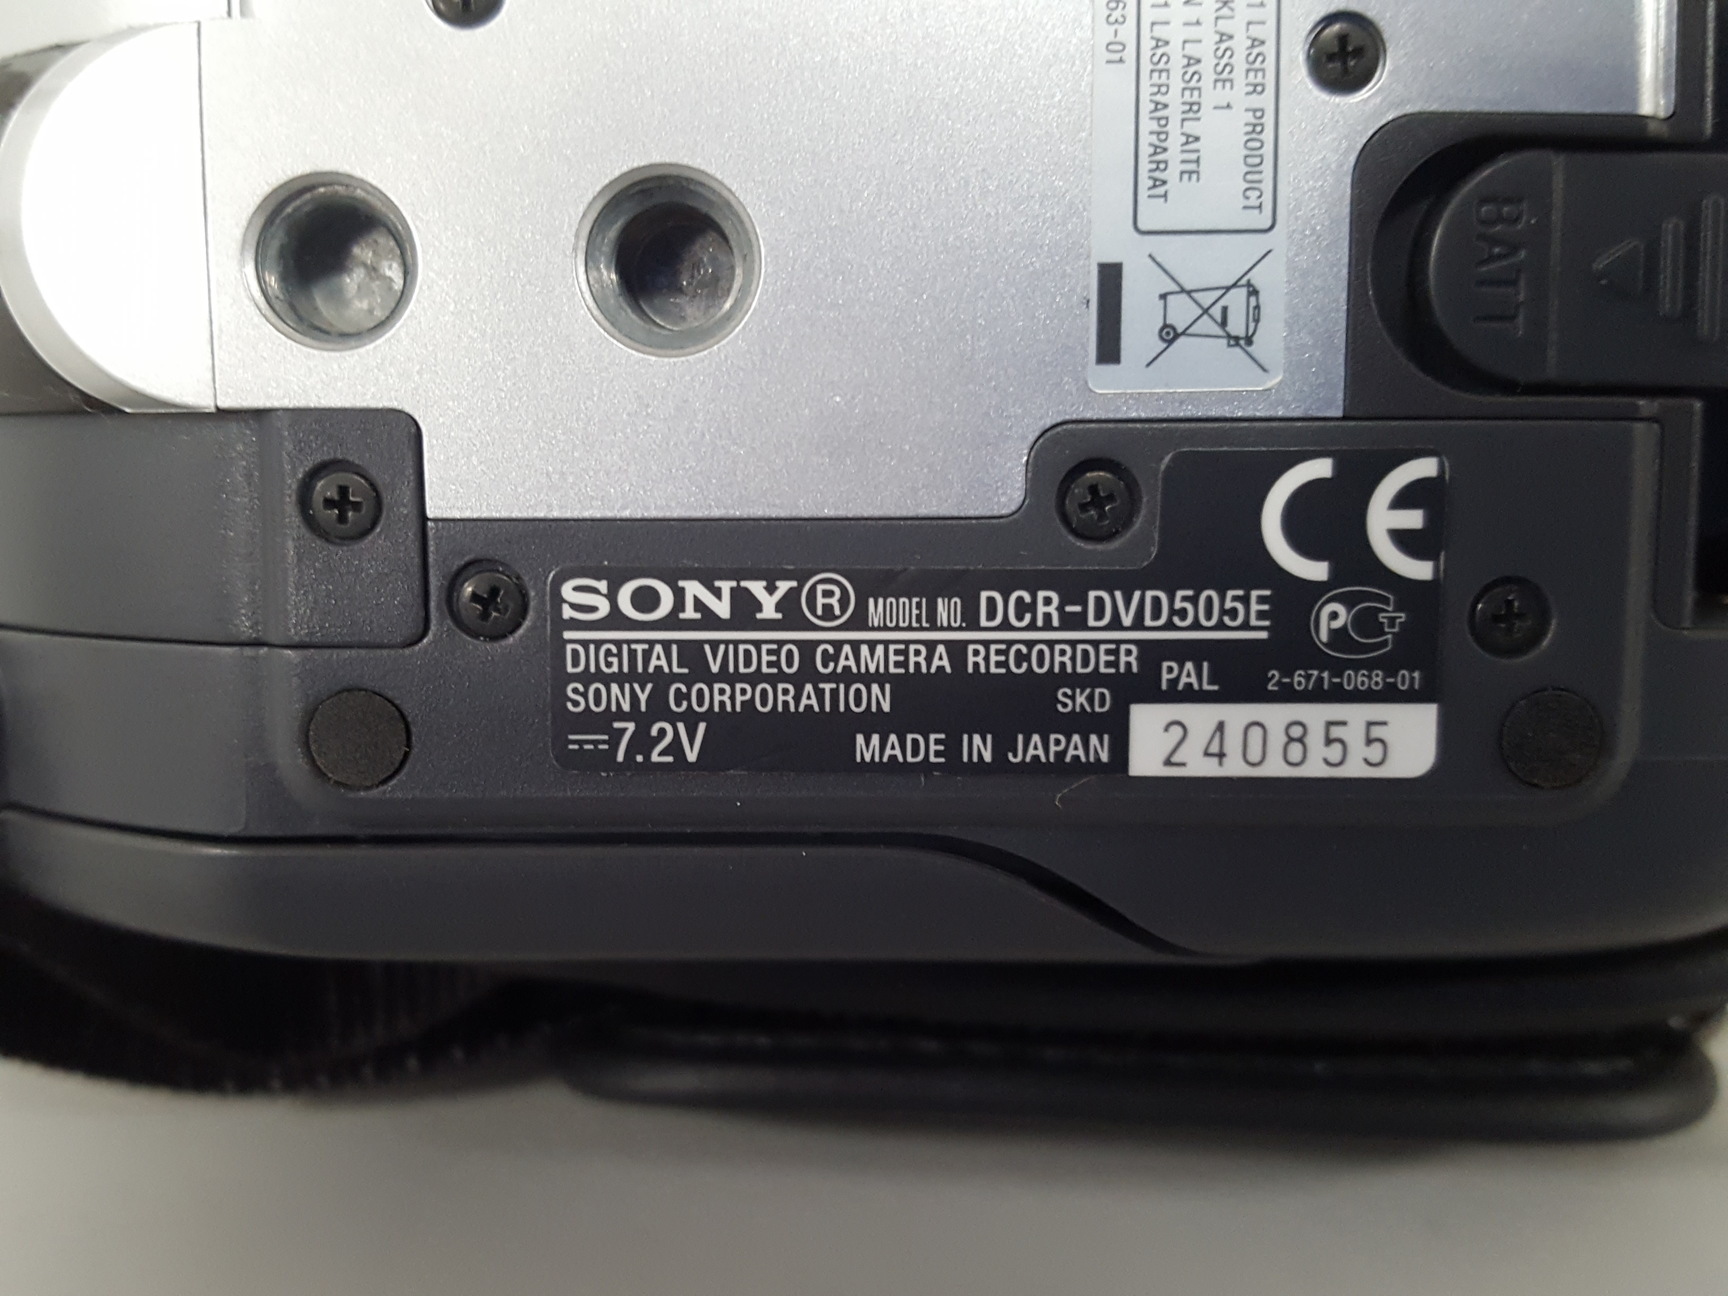 1 LASER PRODUCT
KLASSE 1
N 1 LASERLAITE
1 LASERAPPARAT
63-01
BATT
CE
SONY® MODEL NO. DCR-DVD505E
PCT
DIGITAL VIDEO CAMERA RECORDER
PAL 2-671-068-01
SONY CORPORATION SKD
⎓7.2V MADE IN JAPAN 240855